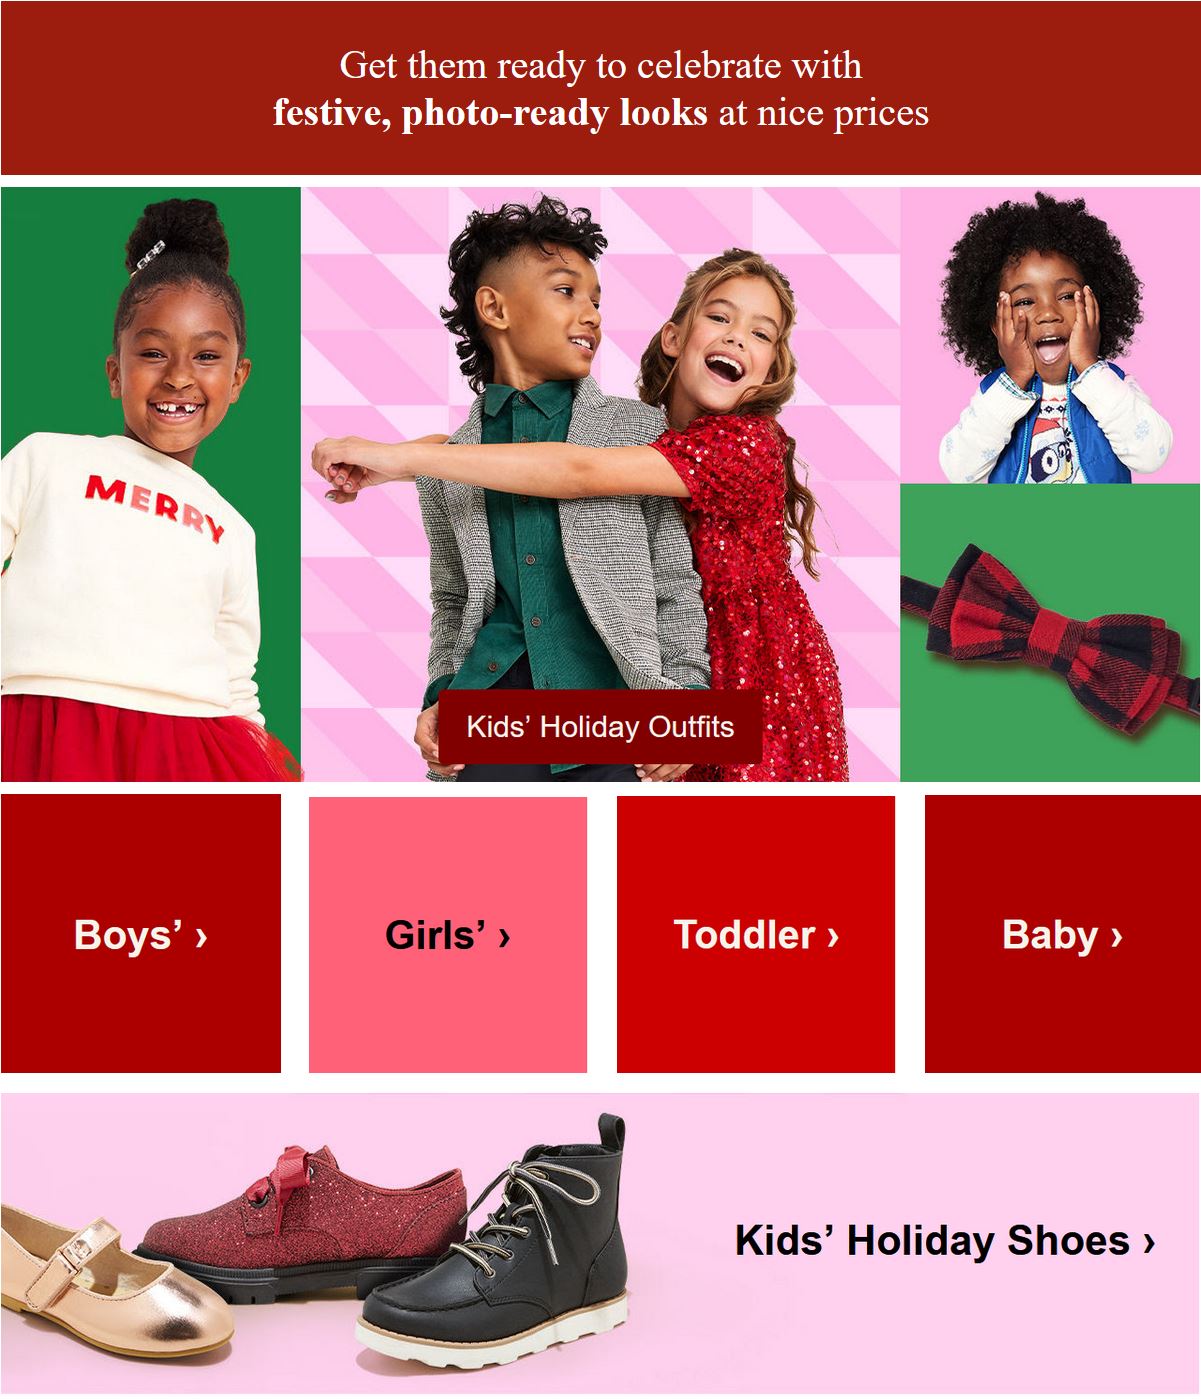 Get them ready to celebrate with
festive, photo-ready looks at nice prices
MERRY
Kids’ Holiday Outfits
Boys’ ›
Girls’ ›
Toddler ›
Baby ›
Kids’ Holiday Shoes ›